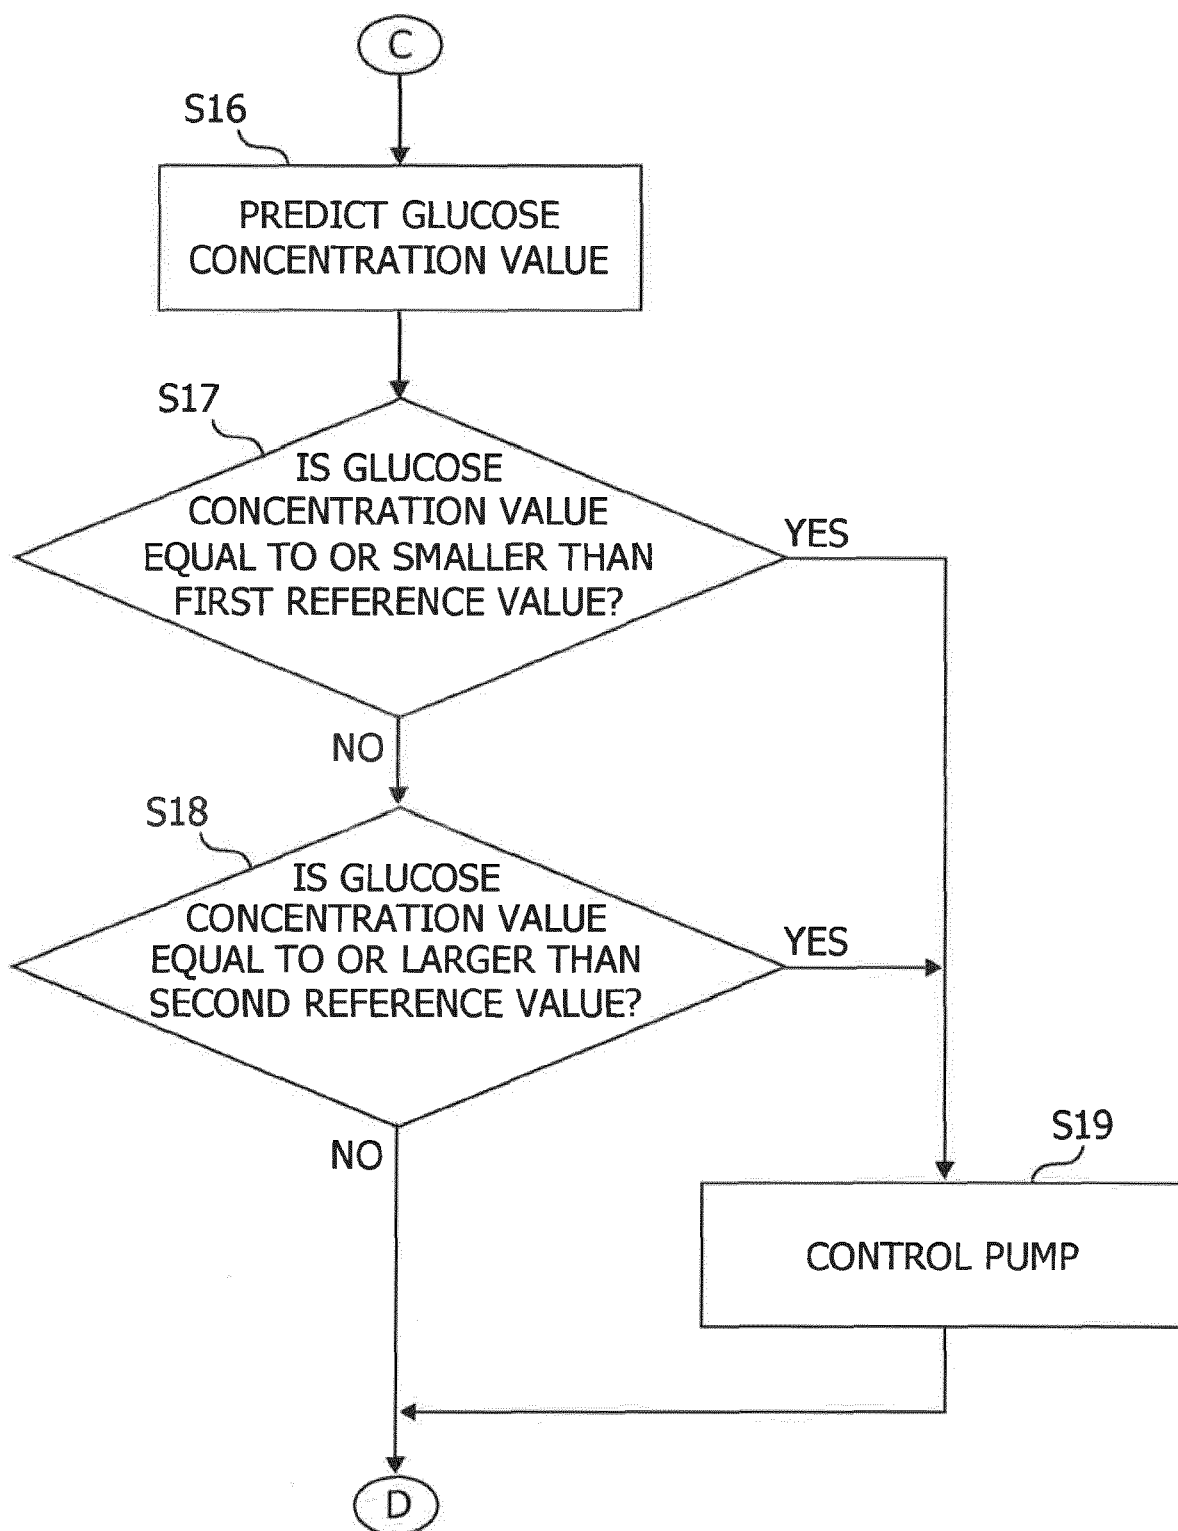 C
S16
PREDICT GLUCOSE
CONCENTRATION VALUE
S17
IS GLUCOSE
CONCENTRATION VALUE
EQUAL TO OR SMALLER THAN
FIRST REFERENCE VALUE?
YES
NO
S18
IS GLUCOSE
CONCENTRATION VALUE
EQUAL TO OR LARGER THAN
SECOND REFERENCE VALUE?
YES
NO
S19
CONTROL PUMP
D